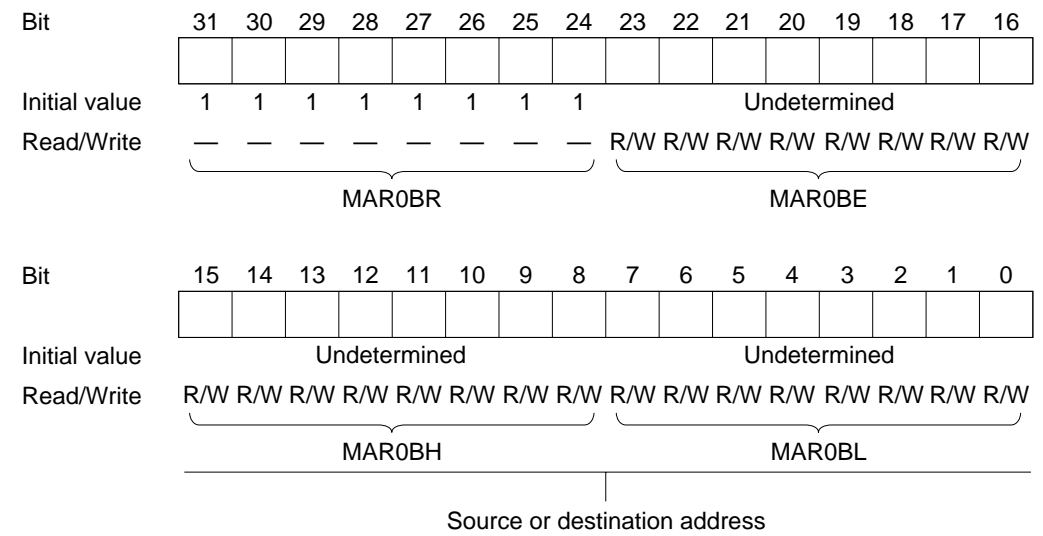 Bit 31 30 29 28 27 26 25 24 23 22 21 20 19 18 17 16
Initial value 1 1 1 1 1 1 1 1 Undetermined
Read/Write — — — — — — — — R/W R/W R/W R/W R/W R/W R/W R/W
MAR0BR MAR0BE
Bit 15 14 13 12 11 10 9 8 7 6 5 4 3 2 1 0
Initial value Undetermined Undetermined
Read/Write R/W R/W R/W R/W R/W R/W R/W R/W R/W R/W R/W R/W R/W R/W R/W R/W
MAR0BH MAR0BL
Source or destination address